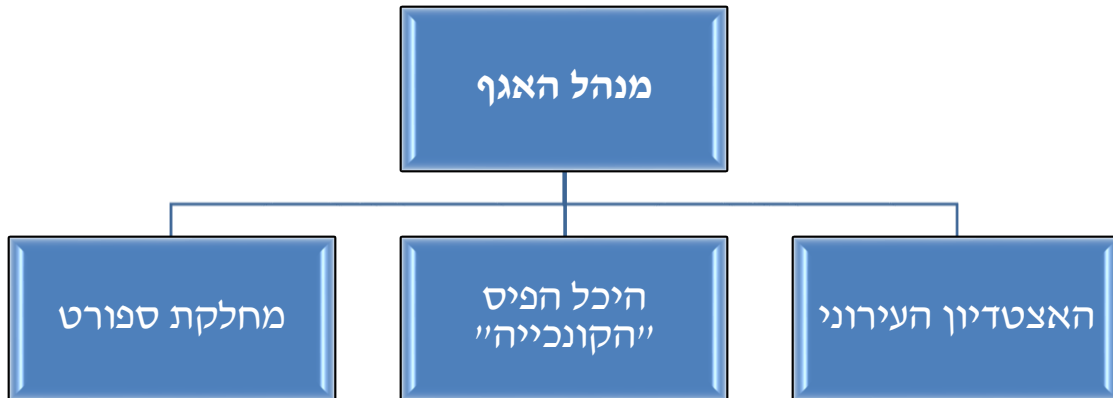 מנהל האגף
האצטדיון העירוני
היכל הפיס
"הקונכייה"
מחלקת ספורט